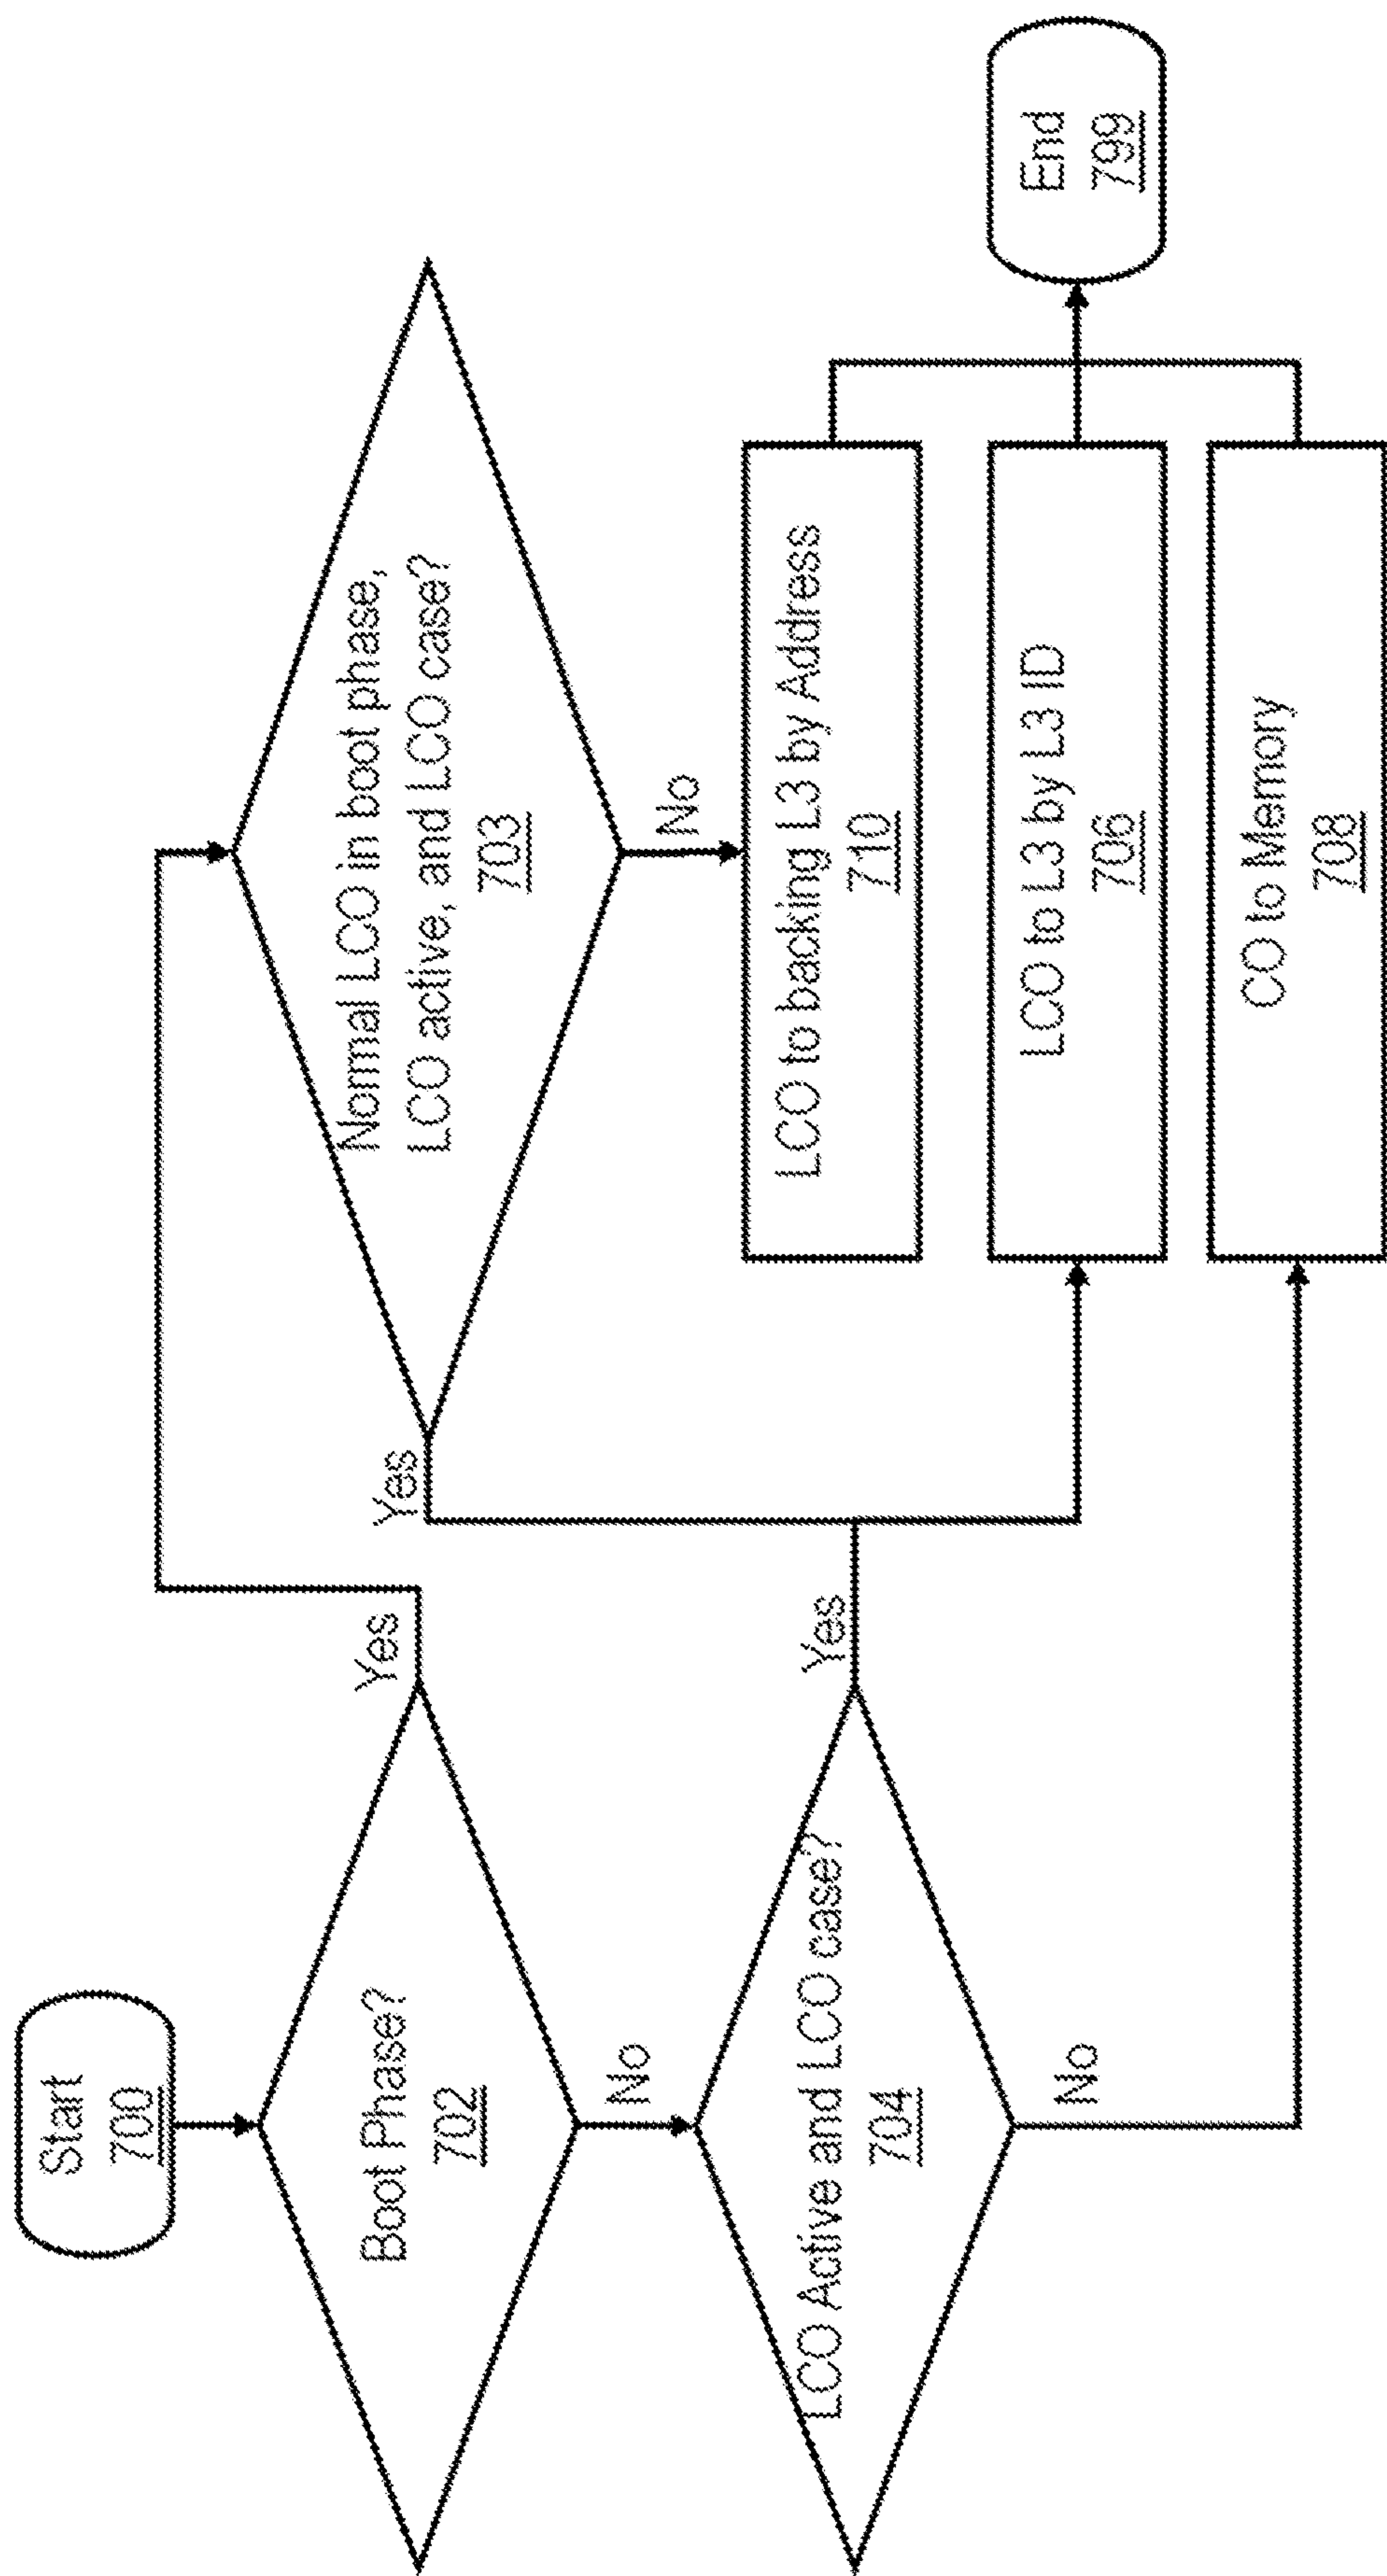 Start
700
Boot Phase?
702
Yes
No
Normal LCO in boot phase,
LCO active, and LCO case?
703
Yes
No
LCO Active and LCO case?
704
Yes
No
LCO to backing L3 by Address
710
LCO to L3 by L3 ID
706
CO to Memory
708
End
799